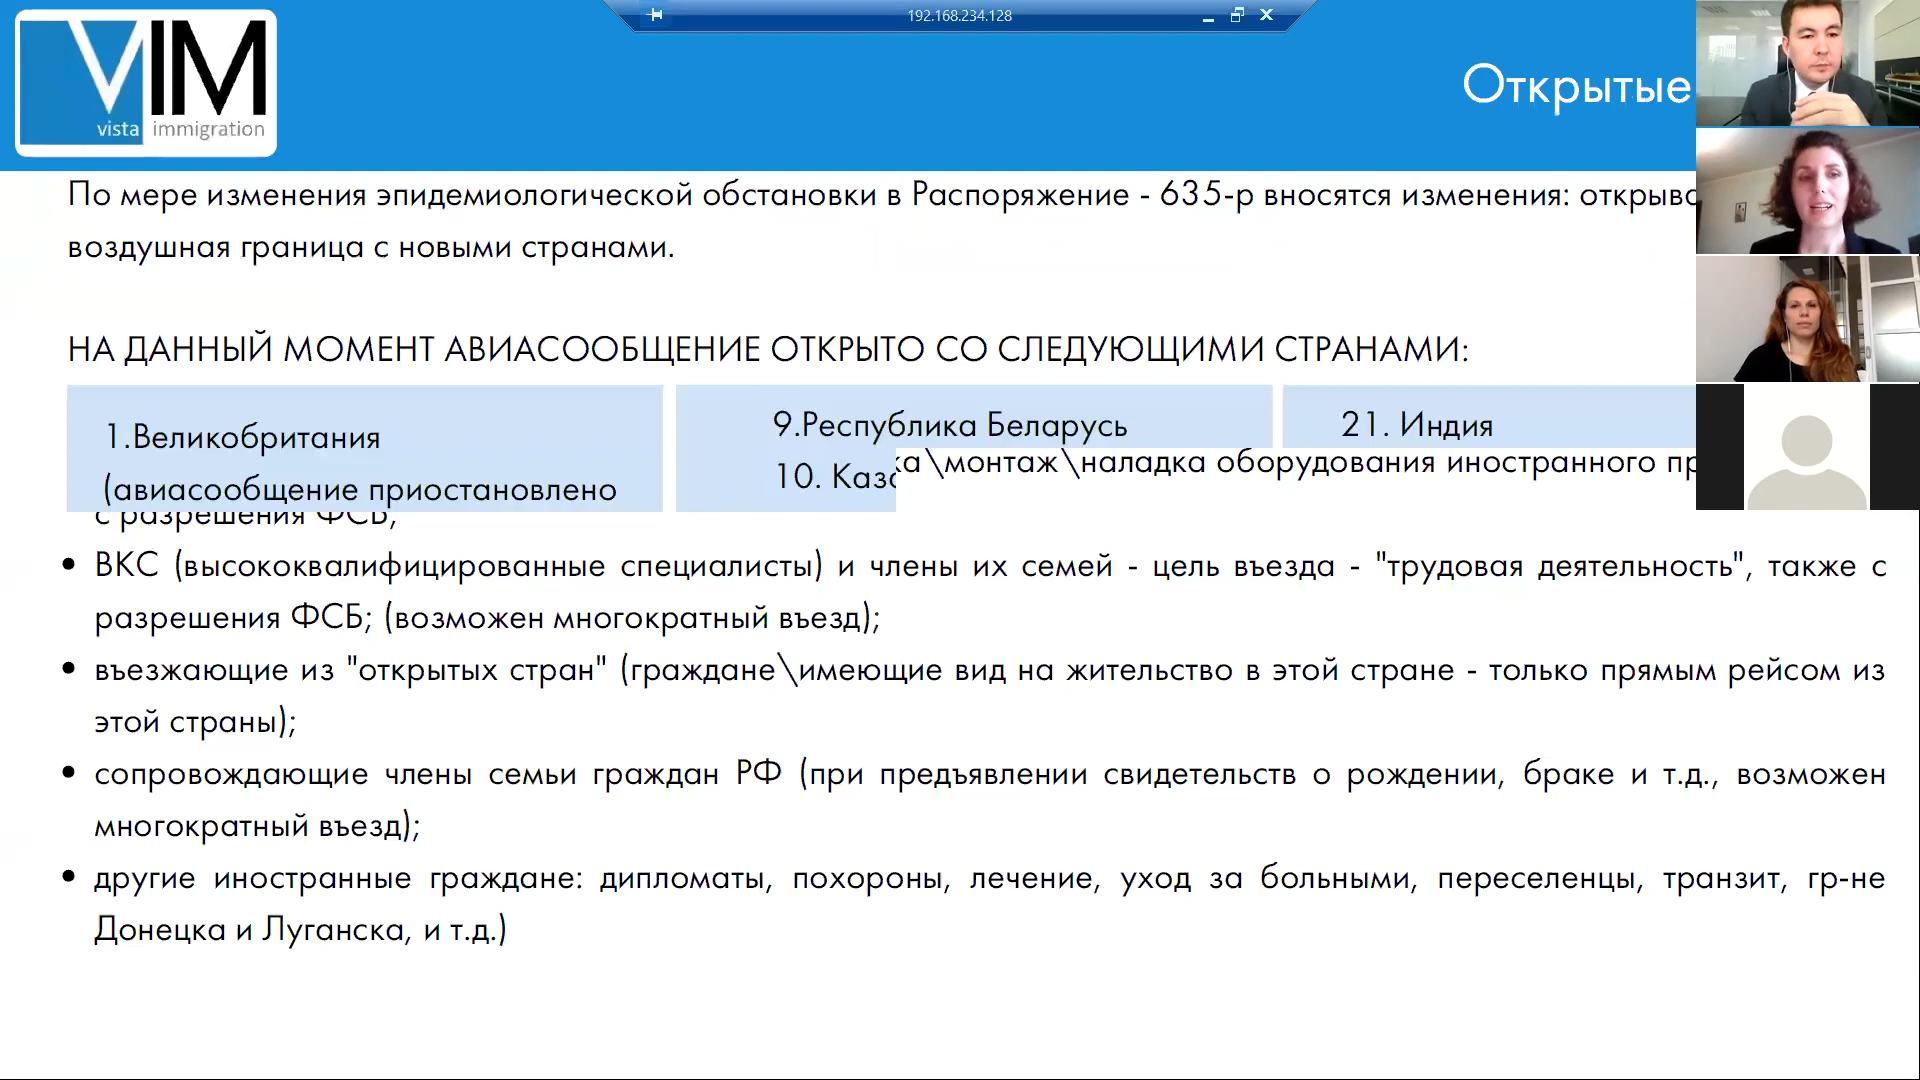 192.168.234.128
VIM
vista immigration
Открытые
По мере изменения эпидемиологической обстановки в Распоряжение - 635-р вносятся изменения:
воздушная граница с новыми странами.
НА ДАННЫЙ МОМЕНТ АВИАСООБЩЕНИЕ ОТКРЫТО СО СЛЕДУЮЩИМИ СТРАНАМИ:
1.Великобритания
(авиасообщение приостановлено
9.Республика Беларусь
10.
21. Индия
\монтаж\наладка оборудования иностранного
с разрешения ФСБ;
• ВКС (высококвалифицированные специалисты) и члены их семей - цель въезда - "трудовая деятельность", также с
разрешения ФСБ; (возможен многократный въезд);
• въезжающие из "открытых стран" (граждане\имеющие вид на жительство в этой стране - только прямым рейсом из
этой страны);
• сопровождающие члены семьи граждан РФ (при предъявлении свидетельств о рождении, браке и т.д., возможен
многократный въезд);
• другие иностранные граждане: дипломаты, похороны, лечение, уход за больными, переселенцы, транзит, гр-не
Донецка и Луганска, и т.д.)